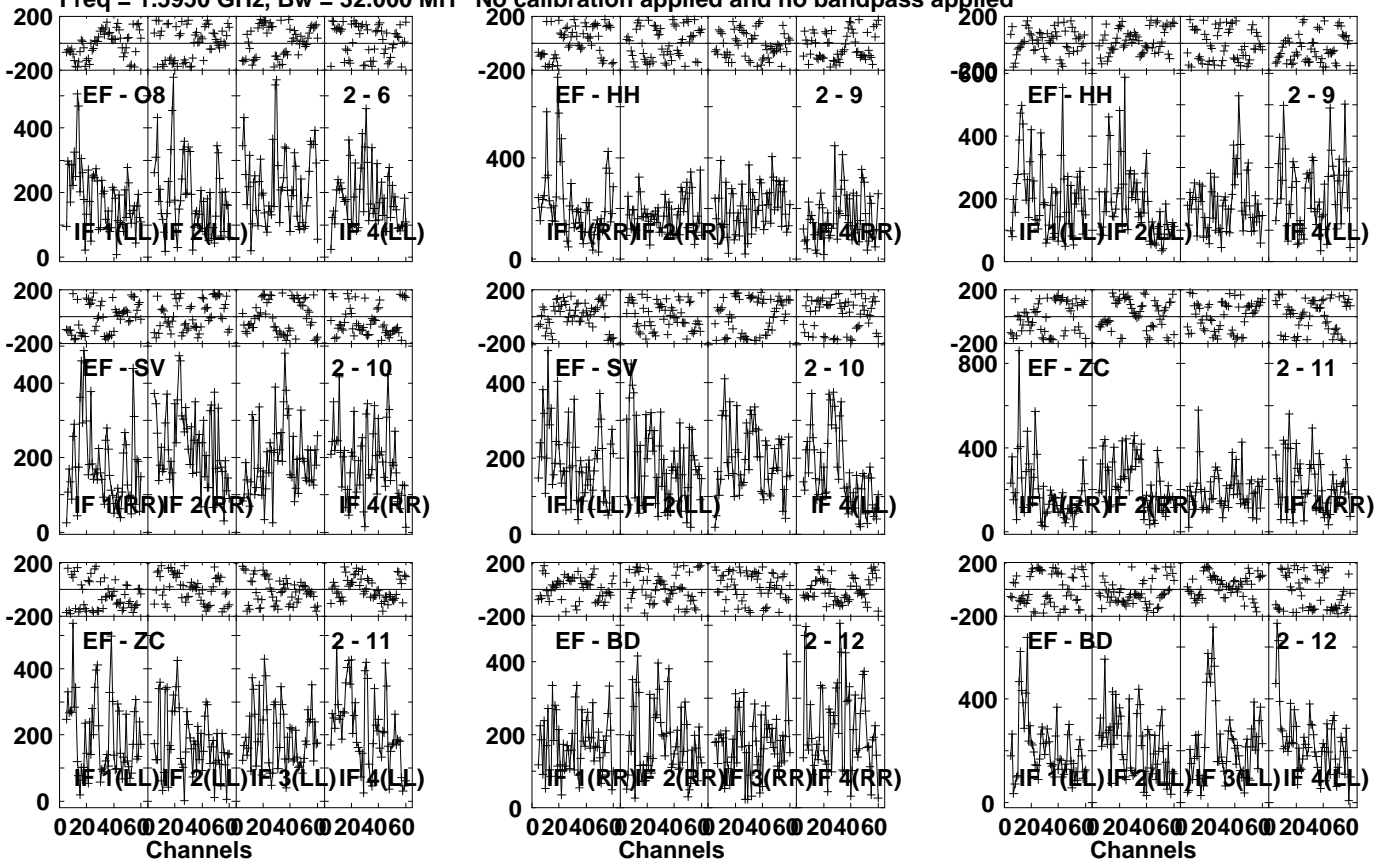 Freq = 1.5950 GHz, Bw = 32.000 MH No calibration applied and no bandpass applied
200
-200
EF - O8 2 - 6
400
200
0
IF 1(LL) IF 2(LL) IF 4(LL)
200
-200
EF - HH 2 - 9
400
0
IF 1(RR) IF 2(RR) IF 4(RR)
200
-200
600
EF - HH 2 - 9
400
200
0
IF 1(LL) IF 2(LL) IF 4(LL)
200
-200
EF - SV 2 - 10
400
200
0
IF 1(RR) IF 2(RR) IF 4(RR)
200
-200
EF - SV 2 - 10
400
200
0
IF 1(LL) IF 2(LL) IF 4(LL)
200
-200
800
EF - ZC 2 - 11
400
0
IF 1(RR) IF 2(RR) IF 4(RR)
200
-200
EF - ZC 2 - 11
400
200
0
IF 1(LL) IF 2(LL) IF 3(LL) IF 4(LL)
0 20 40 60 0 20 40 60 0 20 40 60 0 20 40 60
Channels
200
-200
EF - BD 2 - 12
400
200
0
IF 1(RR) IF 2(RR) IF 3(RR) IF 4(RR)
0 20 40 60 0 20 40 60 0 20 40 60 0 20 40 60
Channels
200
-200
EF - BD 2 - 12
400
0
IF 1(LL) IF 2(LL) IF 3(LL) IF 4(LL)
0 20 40 60 0 20 40 60 0 20 40 60 0 20 40 60
Channels